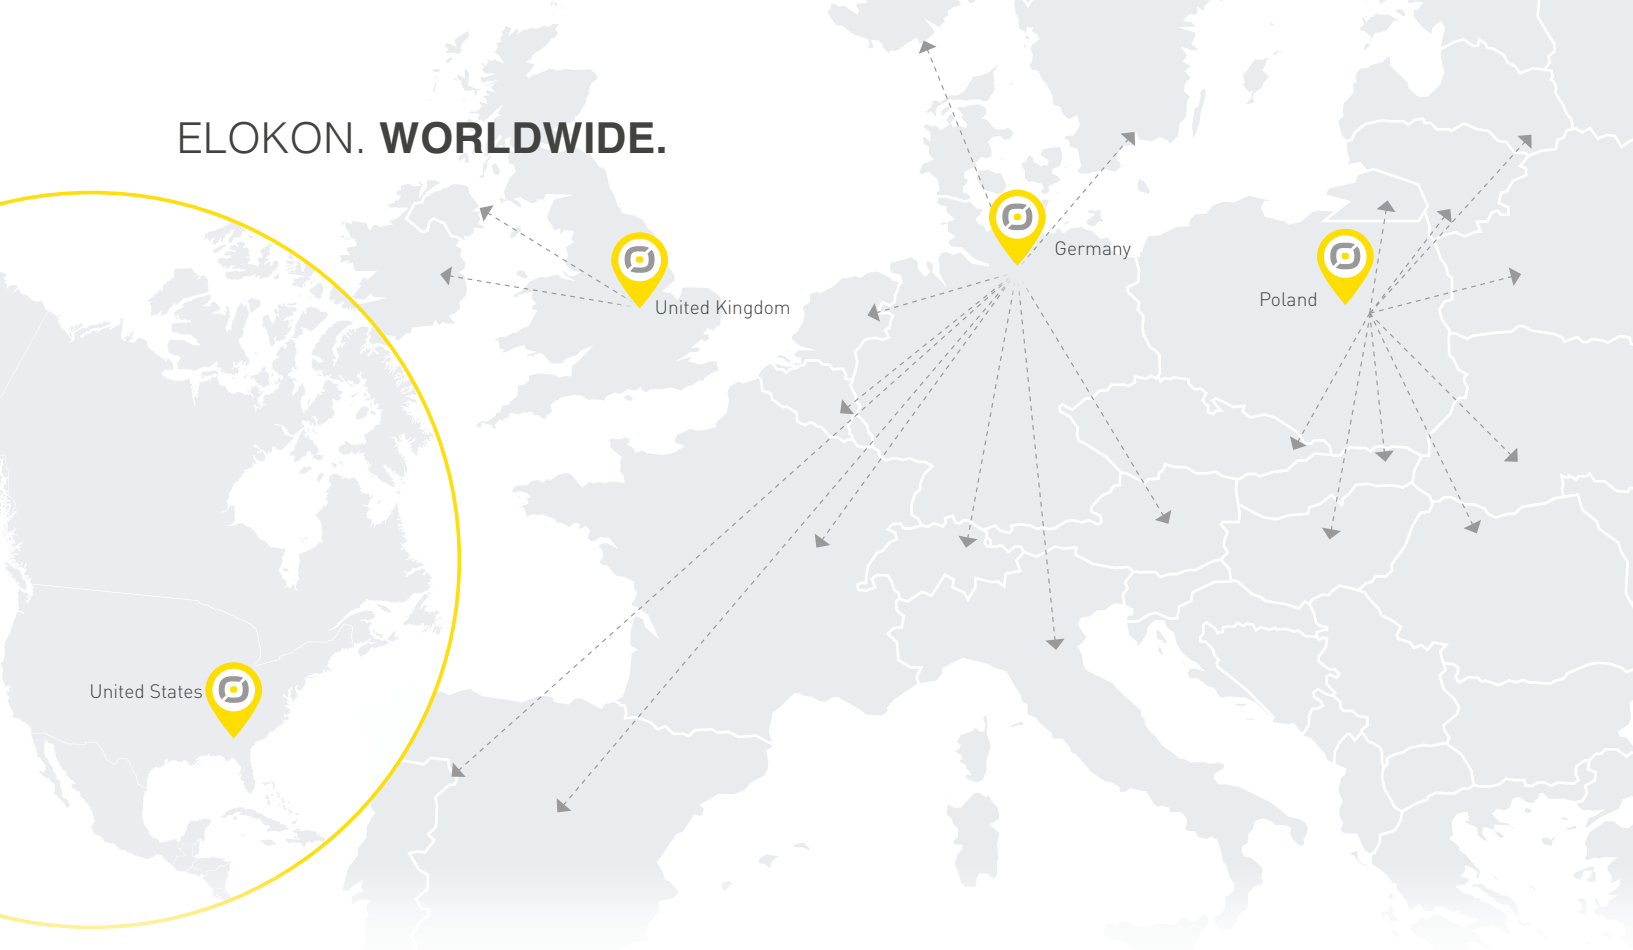 ELOKON. WORLDWIDE.
Germany
Poland
United Kingdom
United States